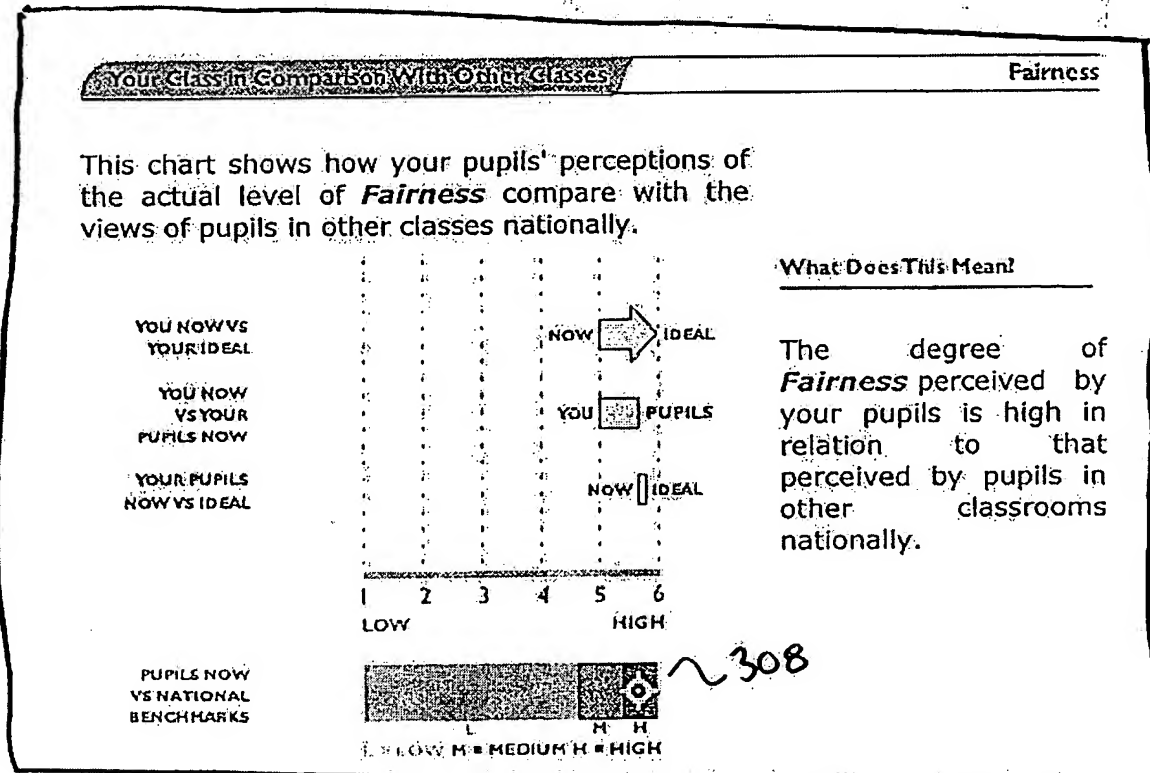 Your Class in Comparison With Other Classes
Fairness
This chart shows how your pupils' perceptions of
the actual level of Fairness compare with the
views of pupils in other classes nationally.
What Does This Mean?
The degree of
Fairness perceived by
your pupils is high in
relation to that
perceived by pupils in
other classrooms
nationally.
YOU NOW VS
YOUR IDEAL
NOW IDEAL
YOU NOW
VS YOUR
PUPILS NOW
YOU PUPILS
YOUR PUPILS
NOW VS IDEAL
NOW IDEAL
1 2 3 4 5 6
LOW HIGH
PUPILS NOW
VS NATIONAL
BENCHMARKS
308
L M H
L = LOW M = MEDIUM H = HIGH